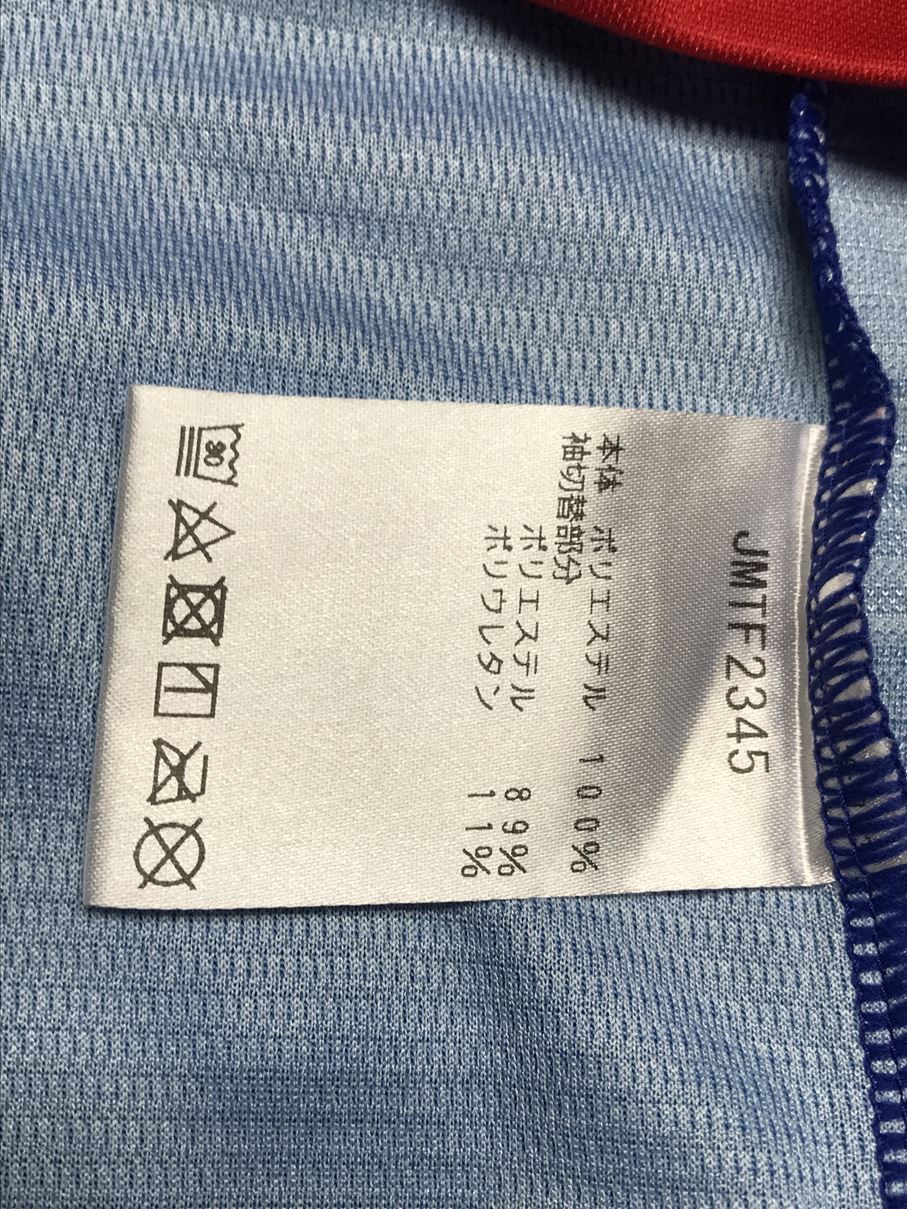 JMTF2345
本体 ポリエステル 100%
袖切替部分
ポリエステル 89%
ポリウレタン 11%
30